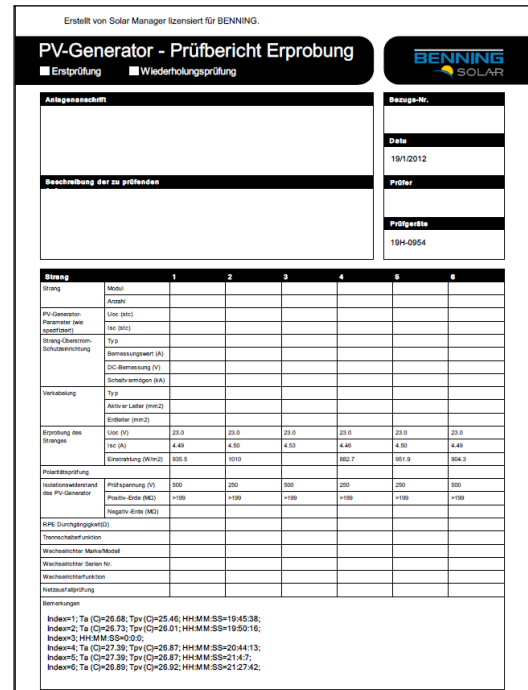 Erstellt von Solar Manager lizensiert für BENNING.
PV-Generator - Prüfbericht Erprobung
Erstprüfung Wiederholungsprüfung
BENNING
SOLAR
Anlagenanschrift
Bezugs-Nr.
Datu
19/1/2012
Beschreibung der zu prüfenden
Prüfer
Prüfgeräte
19H-0954
Strang 1 2 3 4 5 6
Strang Modul
Anzahl
PV-Generator- Uoc (stc)
Parameter (wie
spezifiziert) Isc (stc)
Strang-Überstrom- Typ
Schutzeinrichtung
Bemessungswert (A)
DC-Bemessung (V)
Schaltvermögen (kA)
Verkabelung Typ
Aktiver Leiter (mm2)
Erdleiter (mm2)
Erprobung des Uoc (V) 23.0 23.0 23.0 23.0 23.0 23.0
Stranges
Isc (A) 4.49 4.50 4.53 4.46 4.50 4.49
Einstrahlung (W/m2) 935.5 1010 882.7 951.9 904.3
Polaritätsprüfung
Isolationswiderstand Prüfspannung (V) 500 250 500 250 250 500
des PV-Generator Positiv-Erde (MΩ) >199 >199 >199 >199 >199 >199
Negativ-Erde (MΩ)
RPE Durchgängigkeit(Ω)
Trennschalterfunktion
Wechselrichter Marke/Modell
Wechselrichter Serien Nr.
Wechselrichterfunktion
Netzausfallprüfung
Bemerkungen
Index=1; Ta (C)=26.68; Tpv (C)=25.46; HH:MM:SS=19:45:38;
Index=2; Ta (C)=26.73; Tpv (C)=26.01; HH:MM:SS=19:50:16;
Index=3; HH:MM:SS=0:0:0;
Index=4; Ta (C)=27.39; Tpv (C)=26.87; HH:MM:SS=20:44:13;
Index=5; Ta (C)=27.39; Tpv (C)=26.87; HH:MM:SS=21:4:7;
Index=6; Ta (C)=26.89; Tpv (C)=26.92; HH:MM:SS=21:27:42;